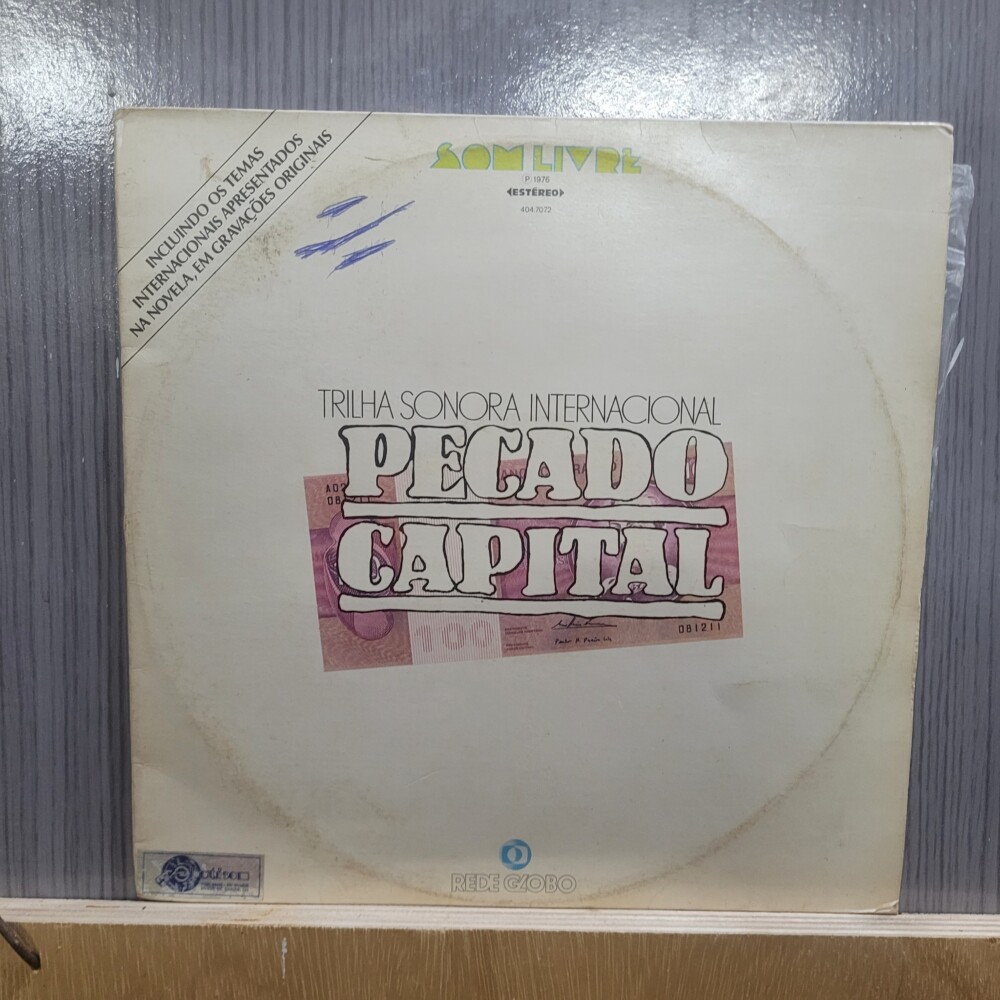 INCLUINDO OS TEMAS
INTERNACIONAIS APRESENTADOS
NA NOVELA, EM GRAVAÇÕES ORIGINAIS
SOM LIVRE
Ⓟ 1976
ESTÉREO
404.7072
TRILHA SONORA INTERNACIONAL
PECADO
CAPITAL
100
081211
REDE GLOBO